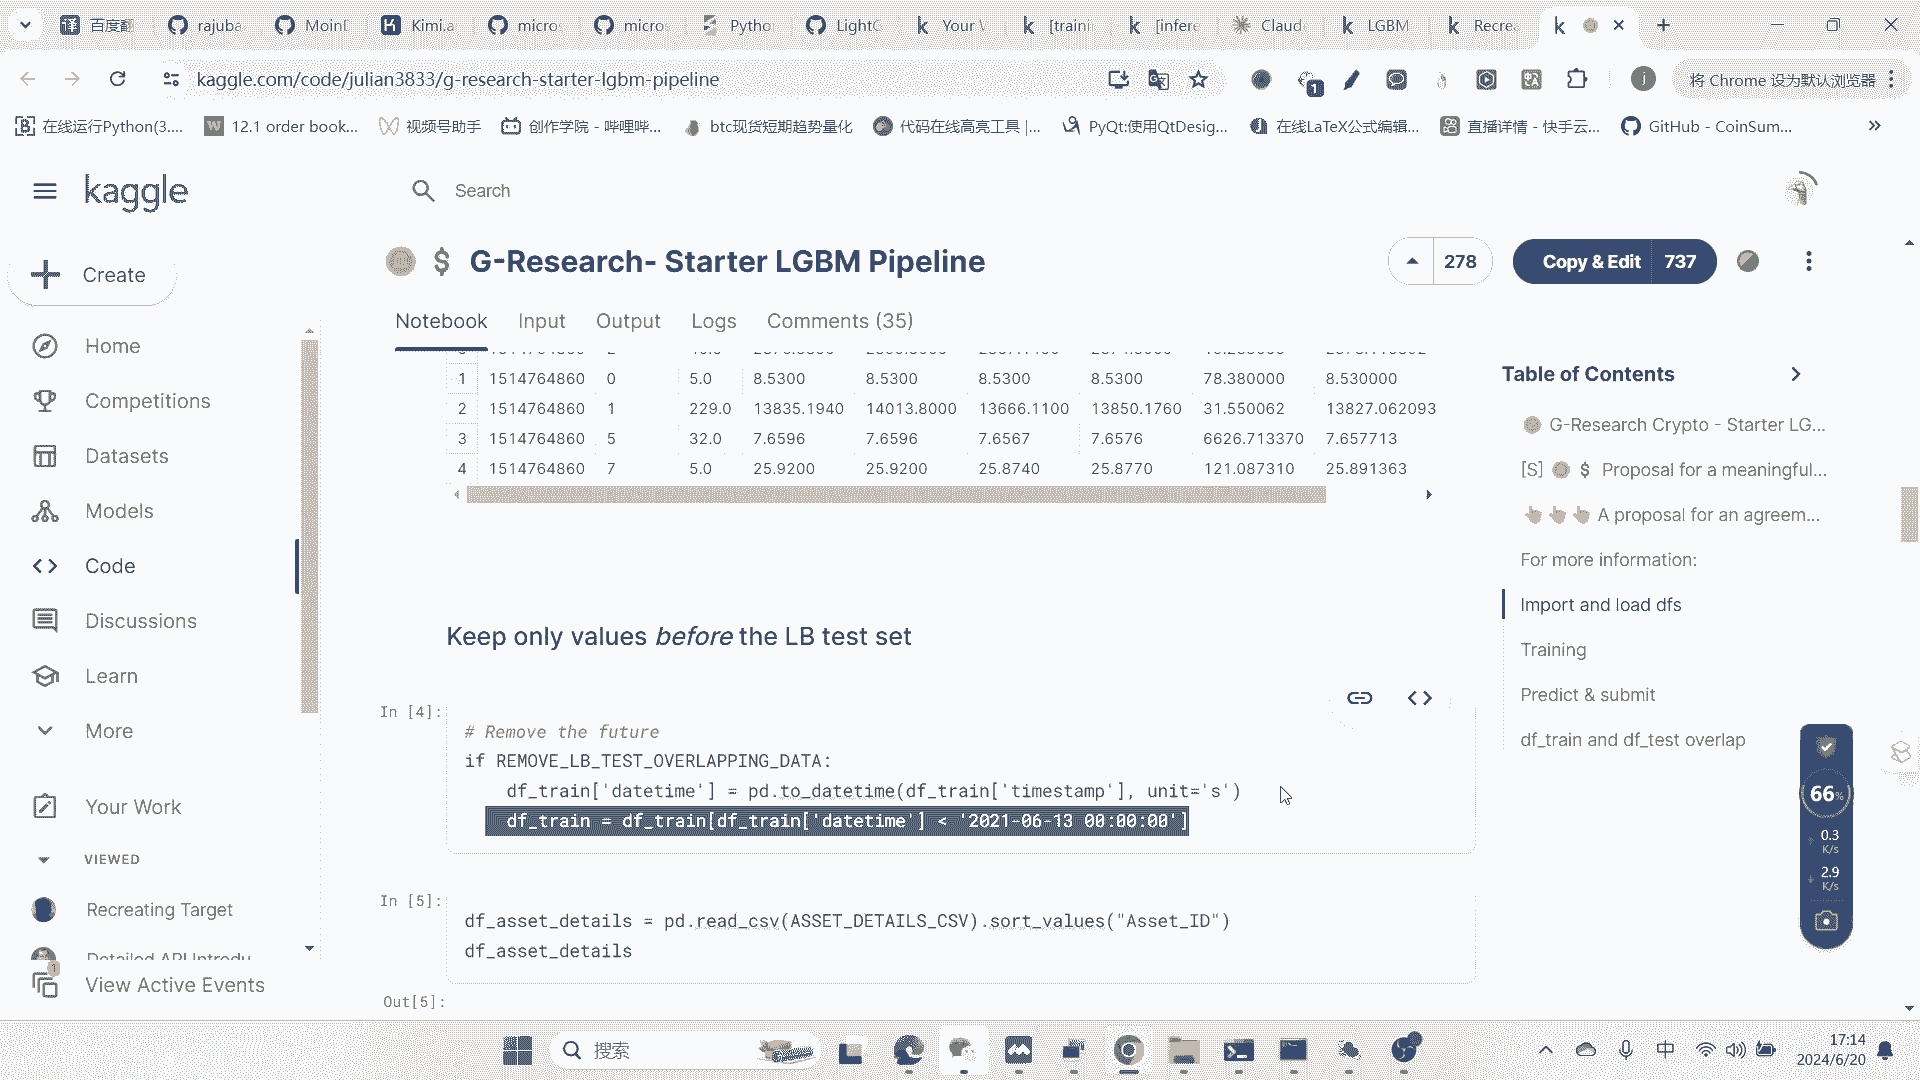 百度翻
rajuba
MoinI
Kimi.a
micros
micros
Pytho
LightC
Your V
[traini
[infere
Claud
LGBM
Recrea
kaggle.com/code/julian3833/g-research-starter-lgbm-pipeline
1
j
将 Chrome 设为默认浏览器
在线运行Python(3....
12.1 order book...
视频号助手
创作学院 - 哔哩哔...
btc现货短期趋势量化
代码在线高亮工具 |...
PyQt:使用QtDesig...
在线LaTeX公式编辑...
直播详情 - 快手云...
GitHub - CoinSum...
kaggle
Search
Create
Home
Competitions
Datasets
Models
Code
Discussions
Learn
More
Your Work
VIEWED
Recreating Target
Detailed API Introdu
1
View Active Events
$ G-Research- Starter LGBM Pipeline
278
Copy & Edit 737
Notebook Input Output Logs Comments (35)
1 1514764860 0 5.0 8.5300 8.5300 8.5300 8.5300 78.380000 8.530000
2 1514764860 1 229.0 13835.1940 14013.8000 13666.1100 13850.1760 31.550062 13827.062093
3 1514764860 5 32.0 7.6596 7.6596 7.6567 7.6576 6626.713370 7.657713
4 1514764860 7 5.0 25.9200 25.9200 25.8740 25.8770 121.087310 25.891363
Keep only values before the LB test set
In [4]:
# Remove the future
if REMOVE_LB_TEST_OVERLAPPING_DATA:
df_train['datetime'] = pd.to_datetime(df_train['timestamp'], unit='s')
df_train = df_train[df_train['datetime'] < '2021-06-13 00:00:00']
In [5]:
df_asset_details = pd.read_csv(ASSET_DETAILS_CSV).sort_values("Asset_ID")
df_asset_details
Out[5]:
Table of Contents
G-Research Crypto - Starter LG...
[S] $ Proposal for a meaningful...
A proposal for an agreem...
For more information:
Import and load dfs
Training
Predict & submit
df_train and df_test overlap
66%
0.3
K/s
2.9
K/s
搜索
中
17:14
2024/6/20